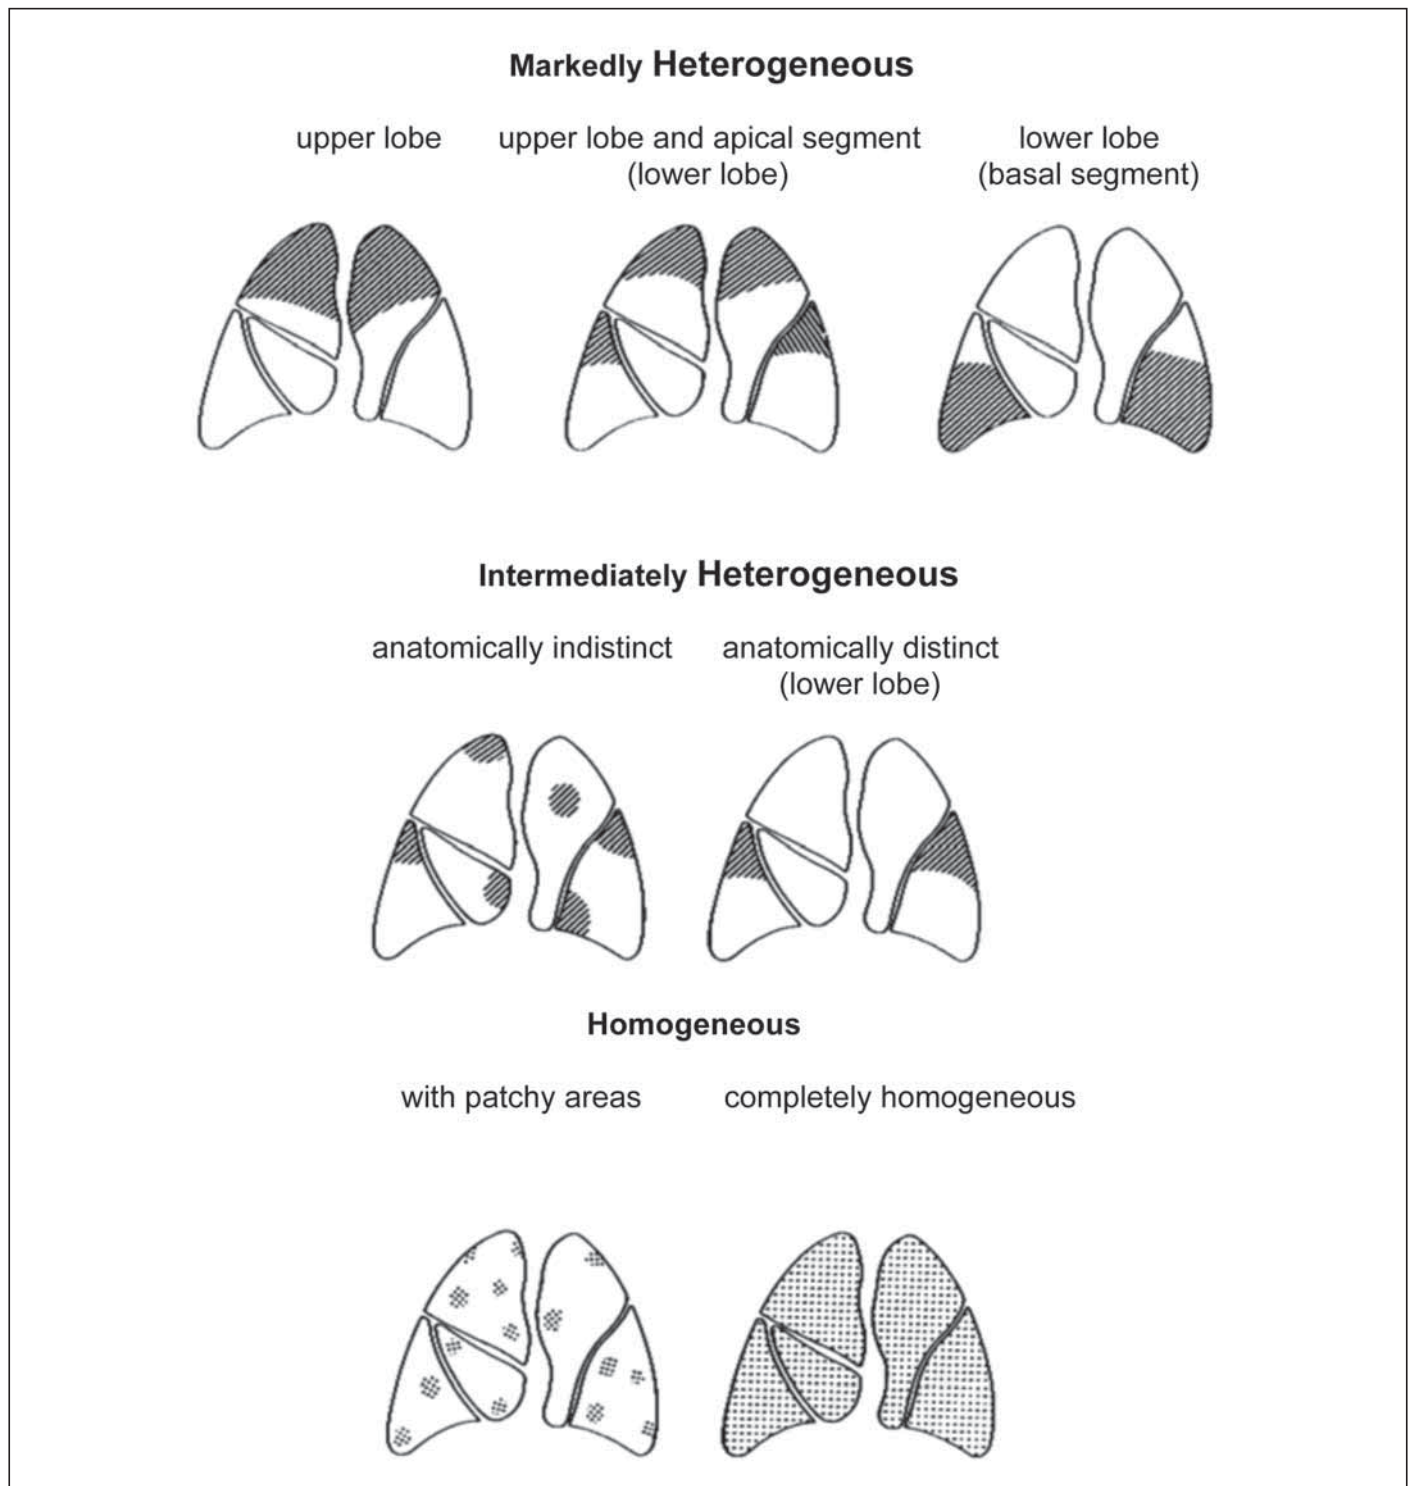 Markedly Heterogeneous
upper lobe
upper lobe and apical segment
(lower lobe)
lower lobe
(basal segment)
Intermediately Heterogeneous
anatomically indistinct
anatomically distinct
(lower lobe)
Homogeneous
with patchy areas
completely homogeneous